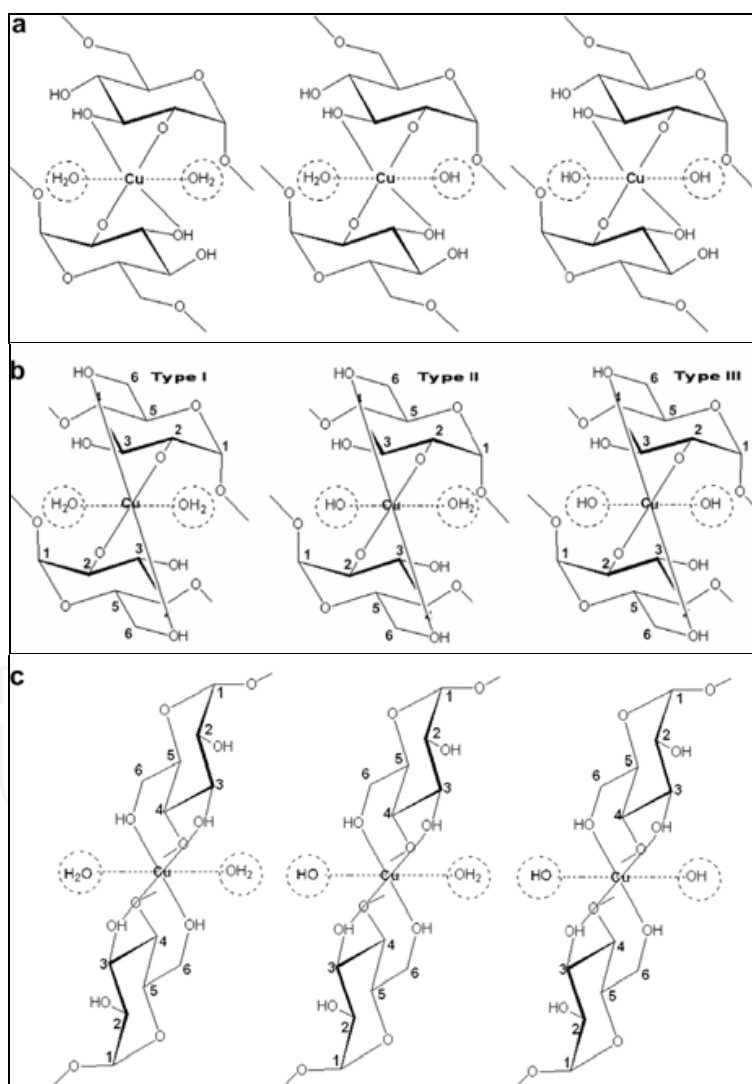 a
O O O
O O O
HO HO HO
HO O HO O HO O
O O O
H₂O Cu OH₂ H₂O Cu OH HO Cu OH
O O O
O OH O OH O OH
OH OH OH
O O O
O O O
b
HO 6 Type I HO 6 Type II HO 6 Type III
O 4 5 O O 4 5 O O 4 5 O
HO 3 2 1 HO 3 2 1 HO 3 2 1
O O O O O O
H₂O Cu OH₂ HO Cu OH₂ HO Cu OH
O O O
1 2 O 3 OH 1 2 O 3 OH 1 2 O 3 OH
O 5 O O 5 O O 5 O
6 OH 6 OH 6 OH
c
1 O 1 O 1 O
O 2 OH O 2 OH O 2 OH
6 5 6 5 6 5
4 3 4 3 4 3
HO O OH HO O OH HO O OH
H₂O Cu OH₂ HO Cu OH₂ HO Cu OH
OH O OH OH O OH OH O OH
3 4 6 3 4 6 3 4 6
HO 2 5 HO 2 5 HO 2 5
O 1 O O 1 O O 1 O